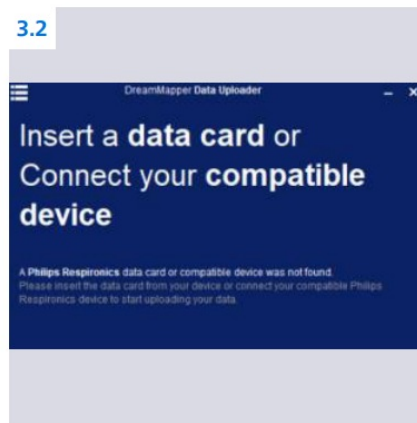 3.2
DreamMapper Data Uploader
Insert a data card or
Connect your compatible
device
A Philips Respironics data card or compatible device was not found.
Please insert the data card from your device or connect your compatible Philips
Respironics device to start uploading your data.